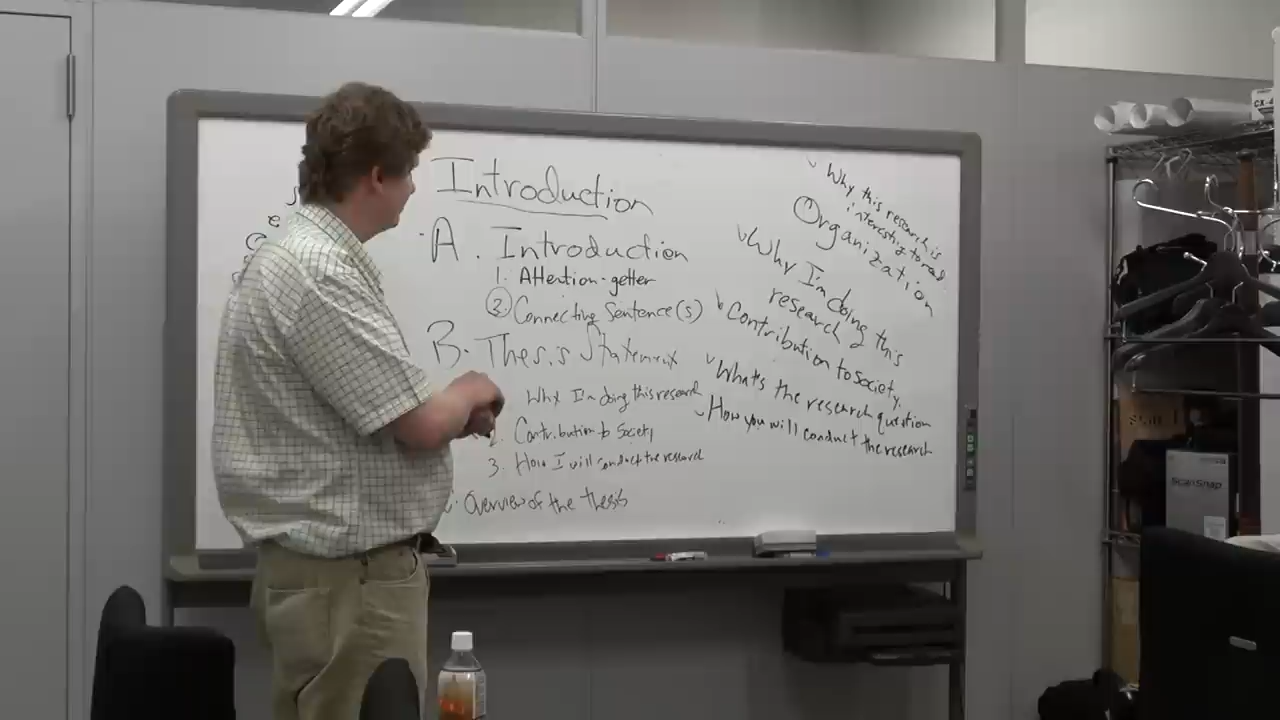 Introduction
A. Introduction
1. Attention-getter
2 Connecting Sentence(s)
B. Thesis Statement
Why I'm doing this research
2. Contribution to Society
3. How I will conduct the research
Overview of the thesis
Why this research is
interesting to read
Organization
Why I'm doing this
research
Contribution to society,
What's the research question
How you will conduct the research
ScanSnap